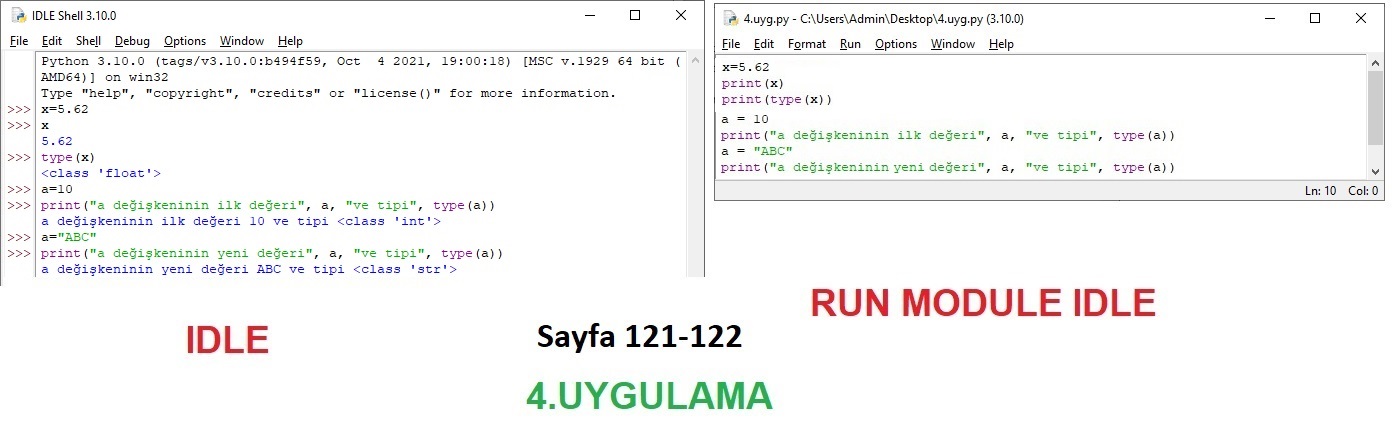 IDLE Shell 3.10.0
File Edit Shell Debug Options Window Help
Python 3.10.0 (tags/v3.10.0:b494f59, Oct  4 2021, 19:00:18) [MSC v.1929 64 bit (
AMD64)] on win32
Type "help", "copyright", "credits" or "license()" for more information.
>>> x=5.62
>>> x
5.62
>>> type(x)
<class 'float'>
>>> a=10
>>> print("a değişkeninin ilk değeri", a, "ve tipi", type(a))
a değişkeninin ilk değeri 10 ve tipi <class 'int'>
>>> a="ABC"
>>> print("a değişkeninin yeni değeri", a, "ve tipi", type(a))
a değişkeninin yeni değeri ABC ve tipi <class 'str'>
4.uyg.py - C:\Users\Admin\Desktop\4.uyg.py (3.10.0)
File Edit Format Run Options Window Help
x=5.62
print(x)
print(type(x))
a = 10
print("a değişkeninin ilk değeri", a, "ve tipi", type(a))
a = "ABC"
print("a değişkeninin yeni değeri", a, "ve tipi", type(a))
Ln: 10 Col: 0
RUN MODULE IDLE
IDLE
Sayfa 121-122
4.UYGULAMA